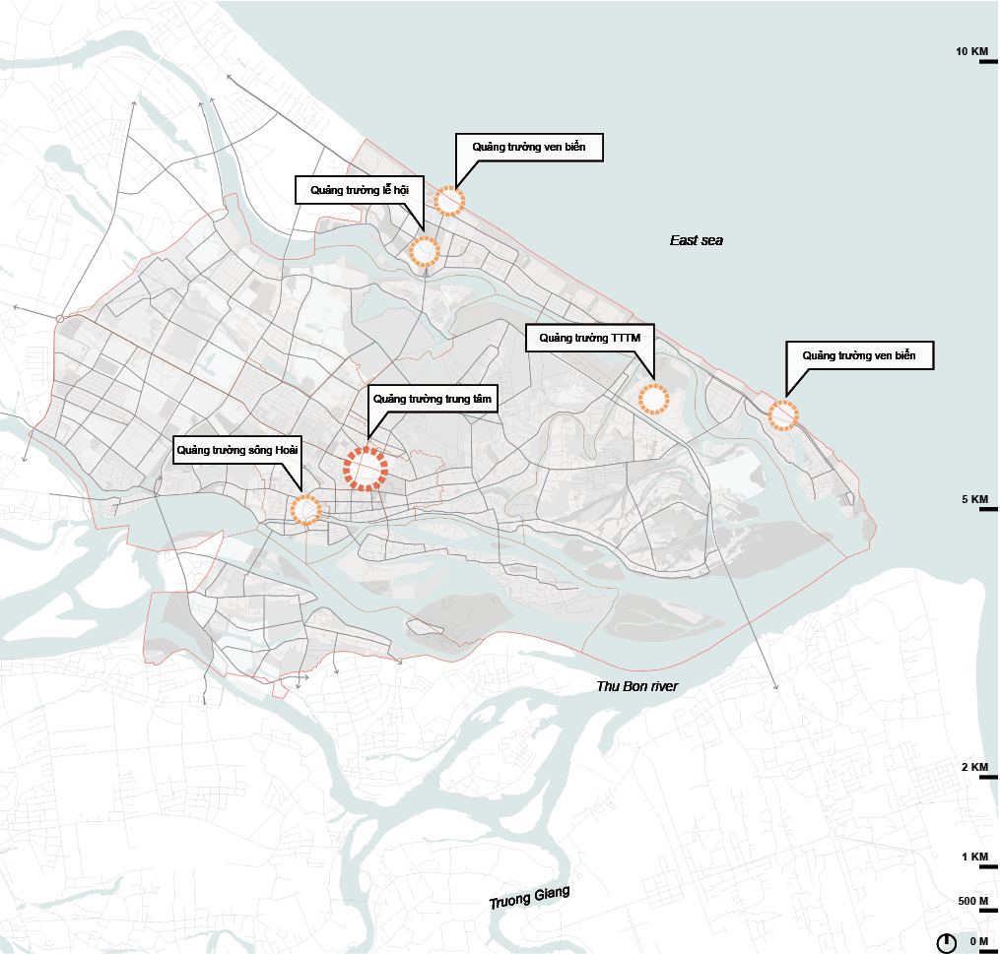 10 KM
Quảng trường ven biển
Quảng trường lễ hội
East sea
Quảng trường TTTM
Quảng trường ven biển
Quảng trường trung tâm
Quảng trường sông Hoài
5 KM
Thu Bon river
2 KM
1 KM
Truong Giang
500 M
0 M